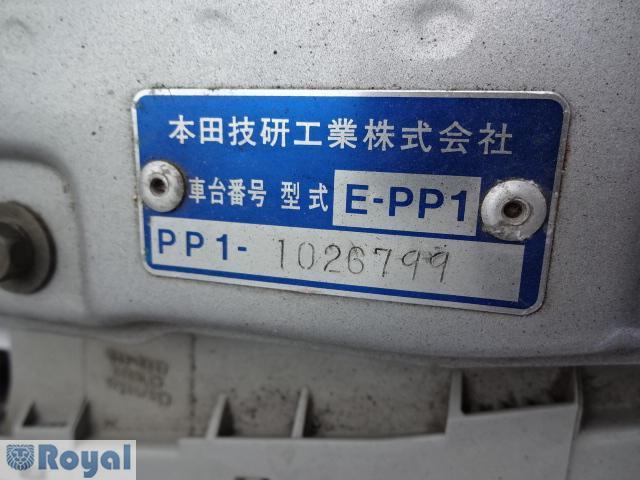 本田技研工業株式会社
車台番号 型式 E-PP1
PP1- 1026799
Royal